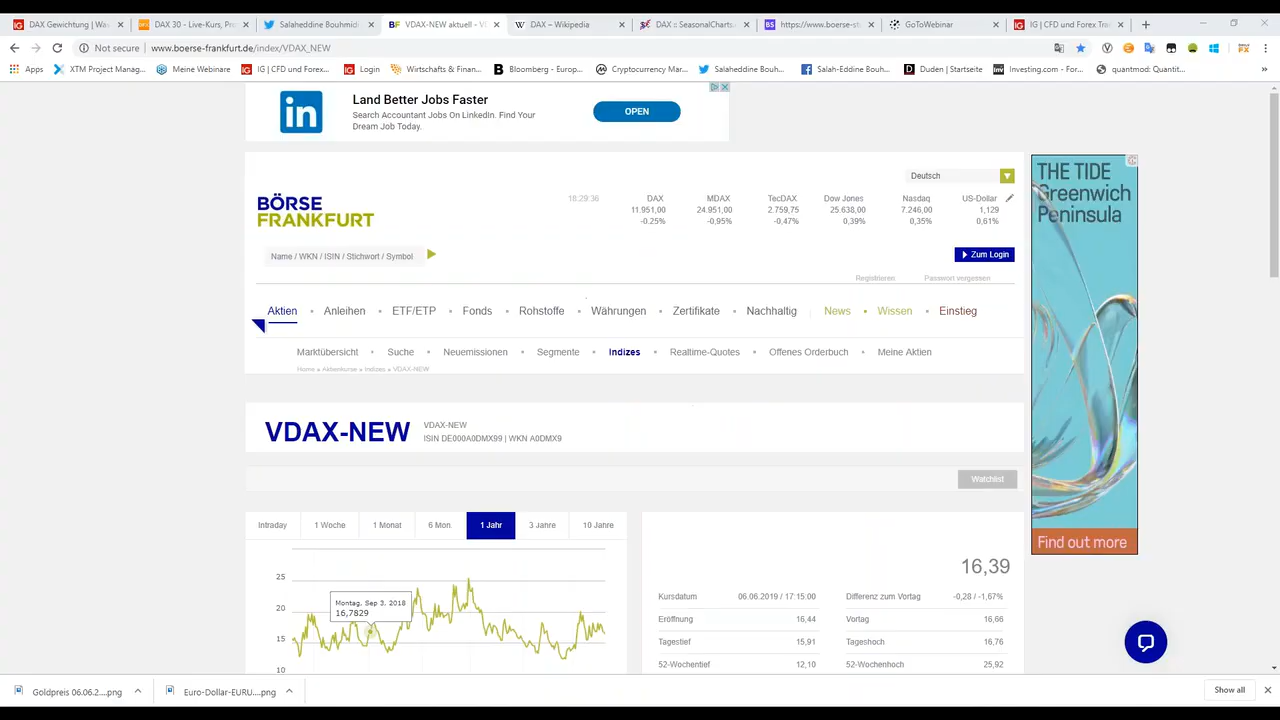 DAX Gewichtung | Wa
DAX 30 - Live-Kurs, Pro
Salaheddine Bouhmidi
VDAX-NEW aktuell - VD
DAX – Wikipedia
DAX :: SeasonalCharts.
https://www.boerse-st
GoToWebinar
IG | CFD und Forex Tra
Not secure | www.boerse-frankfurt.de/index/VDAX_NEW
Apps
XTM Project Manag...
Meine Webinare
IG | CFD und Forex...
Login
Wirtschafts & Finan...
Bloomberg - Europ...
Cryptocurrency Mar...
Salaheddine Bouh...
Salah-Eddine Bouh...
Duden | Startseite
Investing.com - For...
quantmod: Quantit...
Land Better Jobs Faster
Search Accountant Jobs On Linkedin. Find Your
Dream Job Today.
OPEN
in
Deutsch
BÖRSE
FRANKFURT
18:29:36
DAX MDAX TecDAX Dow Jones Nasdaq US-Dollar
11.951,00 24.951,00 2.759,75 25.638,00 7.246,00 1,129
-0.25% -0,95% -0,47% 0,39% 0,35% 0,61%
Name / WKN / ISIN / Stichwort / Symbol
Zum Login
Registrieren Passwort vergessen
Aktien Anleihen ETF/ETP Fonds Rohstoffe Währungen Zertifikate Nachhaltig News Wissen Einstieg
Marktübersicht Suche Neuemissionen Segmente Indizes Realtime-Quotes Offenes Orderbuch Meine Aktien
Home » Aktienkurse » Indizes » VDAX-NEW
VDAX-NEW
VDAX-NEW
ISIN DE000A0DMX99 | WKN A0DMX9
Watchlist
Intraday 1 Woche 1 Monat 6 Mon. 1 Jahr 3 Janre 10 Janre
25
20
15
10
Montag, Sep 3, 2018
16,7829
16,39
Kursdatum 06.06.2019 / 17:15:00 Differenz zum Vortag -0,28 / -1,67%
Eröffnung 16,44 Vortag 16,66
Tagestief 15,91 Tageshoch 16,76
52-Wochentief 12,10 52-Wochenhoch 25,92
THE TIDE
Greenwich
Peninsula
Find out more
Goldpreis 06.06.2....png
Euro-Dollar-EURU....png
Show all